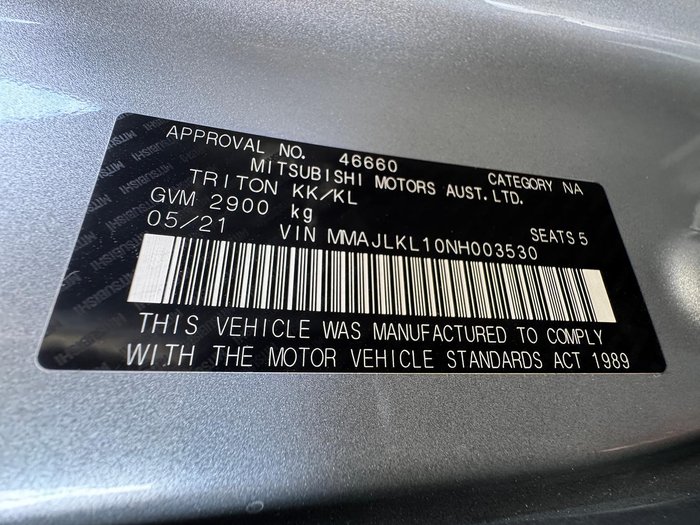 APPROVAL NO. 46660 CATEGORY NA
MITSUBISHI MOTORS AUST. LTD.
TRITON KK/KL
GVM 2900 kg
05/21 VIN MMAJLKL10NH003530 SEATS 5
THIS VEHICLE WAS MANUFACTURED TO COMPLY
WITH THE MOTOR VEHICLE STANDARDS ACT 1989